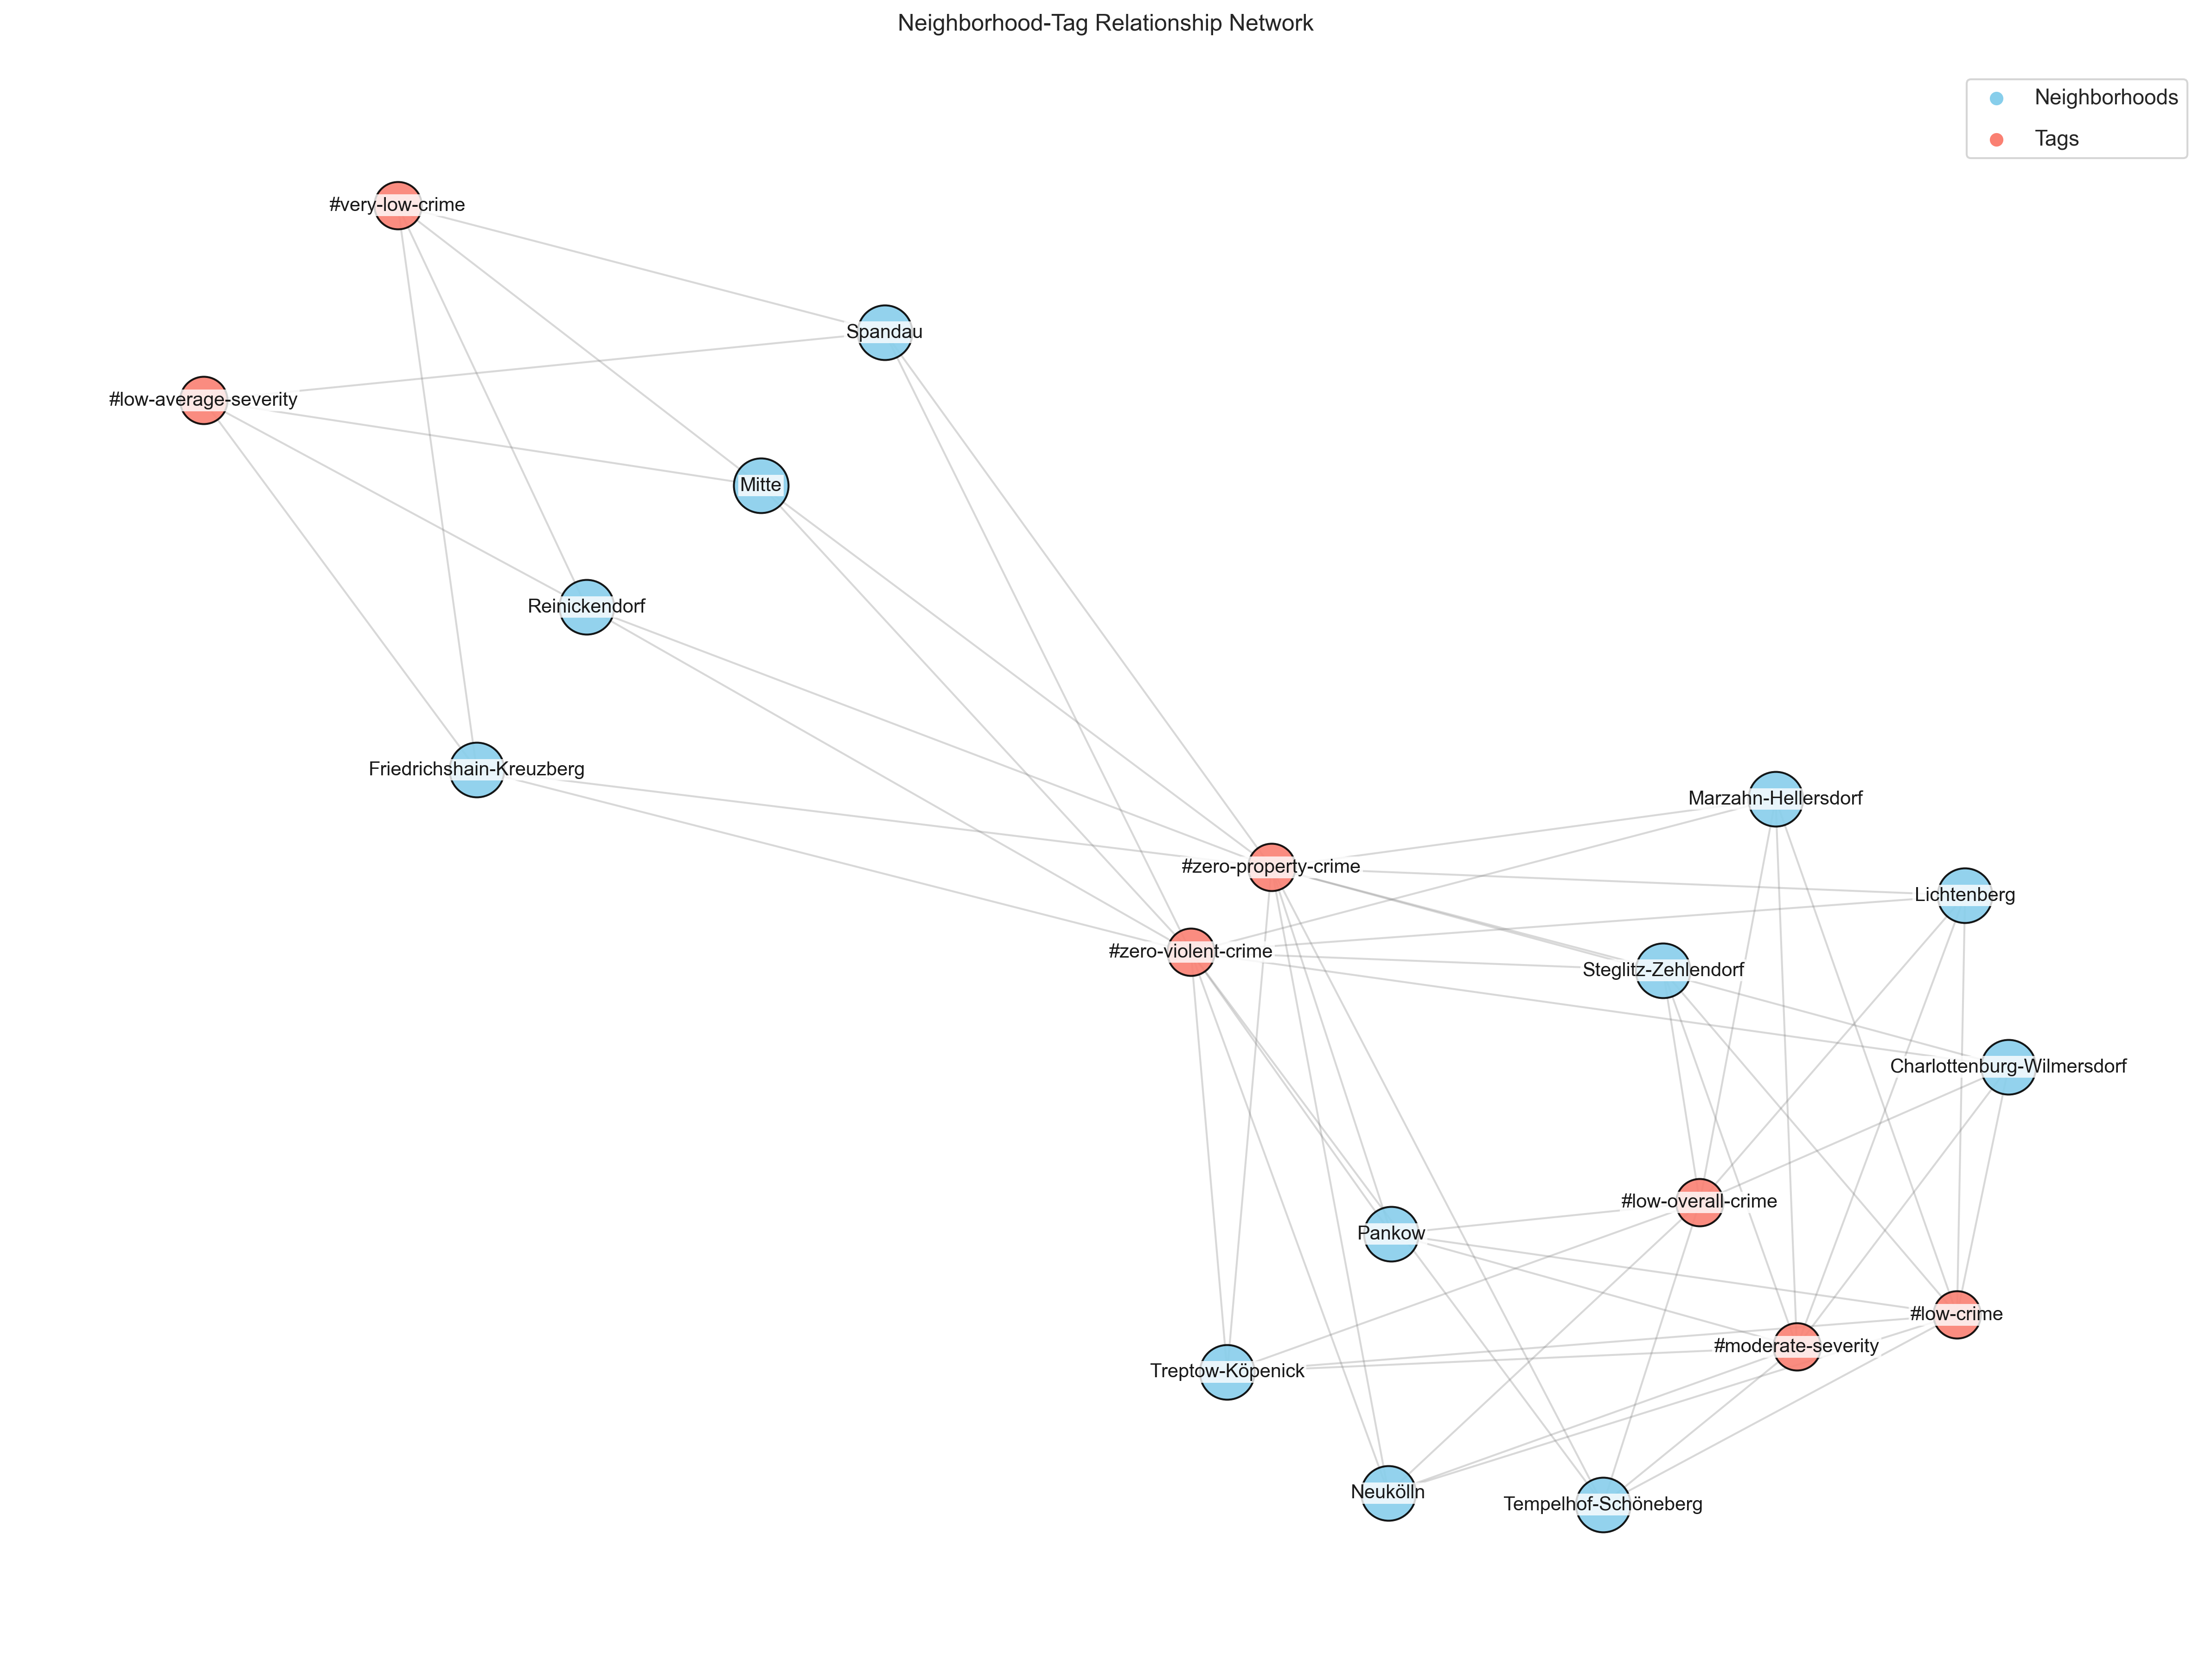 Neighborhood-Tag Relationship Network
Neighborhoods
Tags
#very-low-crime
Spandau
#low-average-severity
Mitte
Reinickendorf
Friedrichshain-Kreuzberg
Marzahn-Hellersdorf
#zero-property-crime
Lichtenberg
#zero-violent-crime
Steglitz-Zehlendorf
Charlottenburg-Wilmersdorf
#low-overall-crime
Pankow
#low-crime
#moderate-severity
Treptow-Köpenick
Neukölln
Tempelhof-Schöneberg